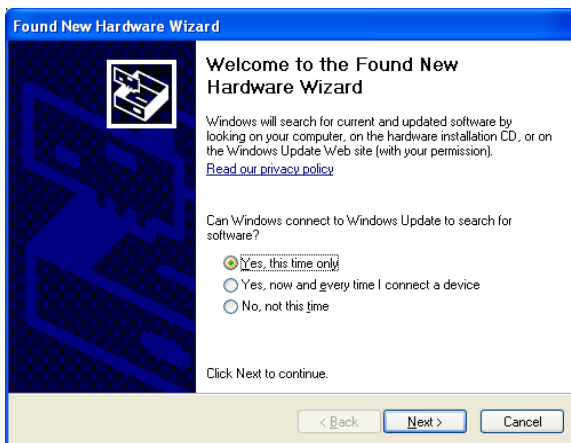 Found New Hardware Wizard
Welcome to the Found New
Hardware Wizard
Windows will search for current and updated software by
looking on your computer, on the hardware installation CD, or on
the Windows Update Web site (with your permission).
Read our privacy policy
Can Windows connect to Windows Update to search for
software?
Yes, this time only
Yes, now and every time I connect a device
No, not this time
Click Next to continue.
< Back Next > Cancel